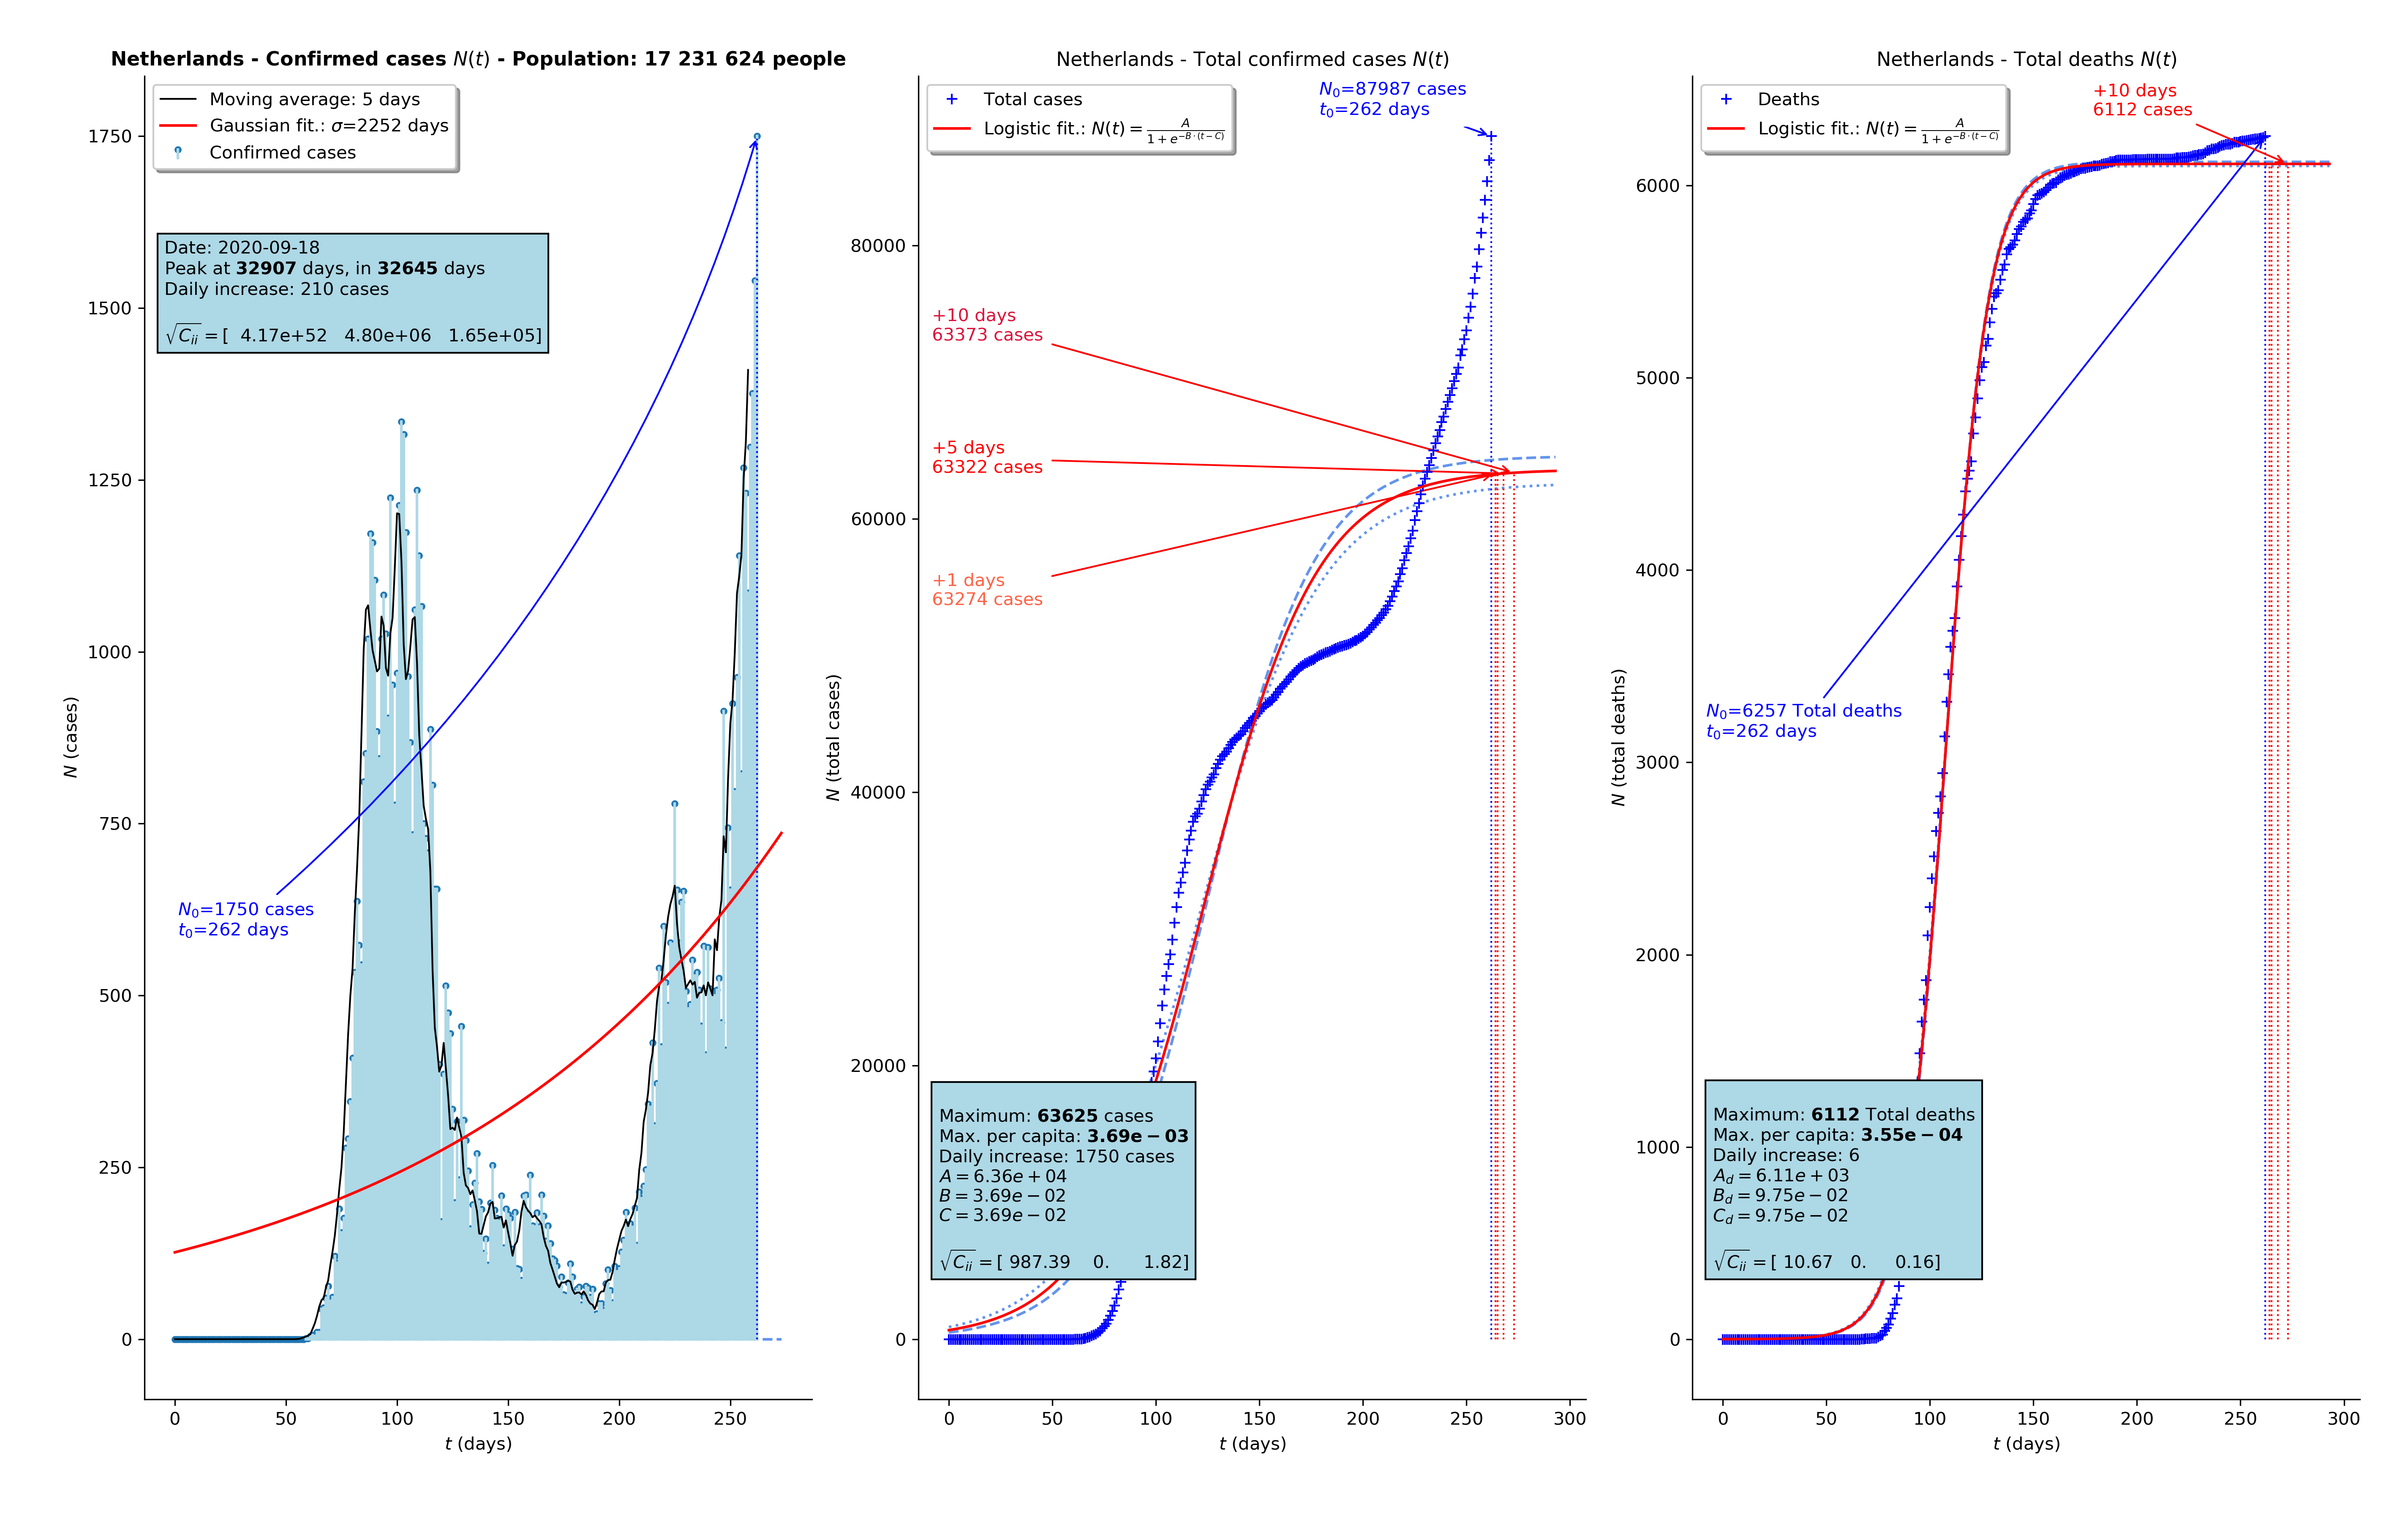 Netherlands - Confirmed cases N(t) - Population: 17 231 624 people
Moving average: 5 days
Gaussian fit.: σ=2252 days
Confirmed cases
Date: 2020-09-18
Peak at 32907 days, in 32645 days
Daily increase: 210 cases
√C_ii = [ 4.17e+52 4.80e+06 1.65e+05]
N₀=1750 cases
t₀=262 days
1750
1500
1250
1000
750
500
250
0
N (cases)
0 50 100 150 200 250
t (days)
Netherlands - Total confirmed cases N(t)
Total cases
Logistic fit.: N(t) = A / (1 + e^(−B·(t−C)))
N₀=87987 cases
t₀=262 days
+10 days
63373 cases
+5 days
63322 cases
+1 days
63274 cases
Maximum: 63625 cases
Max. per capita: 3.69e − 03
Daily increase: 1750 cases
A = 6.36e + 04
B = 3.69e − 02
C = 3.69e − 02
√C_ii = [ 987.39 0. 1.82]
80000
60000
40000
20000
0
N (total cases)
0 50 100 150 200 250 300
t (days)
Netherlands - Total deaths N(t)
Deaths
Logistic fit.: N(t) = A / (1 + e^(−B·(t−C)))
+10 days
6112 cases
N₀=6257 Total deaths
t₀=262 days
Maximum: 6112 Total deaths
Max. per capita: 3.55e − 04
Daily increase: 6
A_d = 6.11e + 03
B_d = 9.75e − 02
C_d = 9.75e − 02
√C_ii = [ 10.67 0. 0.16]
6000
5000
4000
3000
2000
1000
0
N (total deaths)
0 50 100 150 200 250 300
t (days)